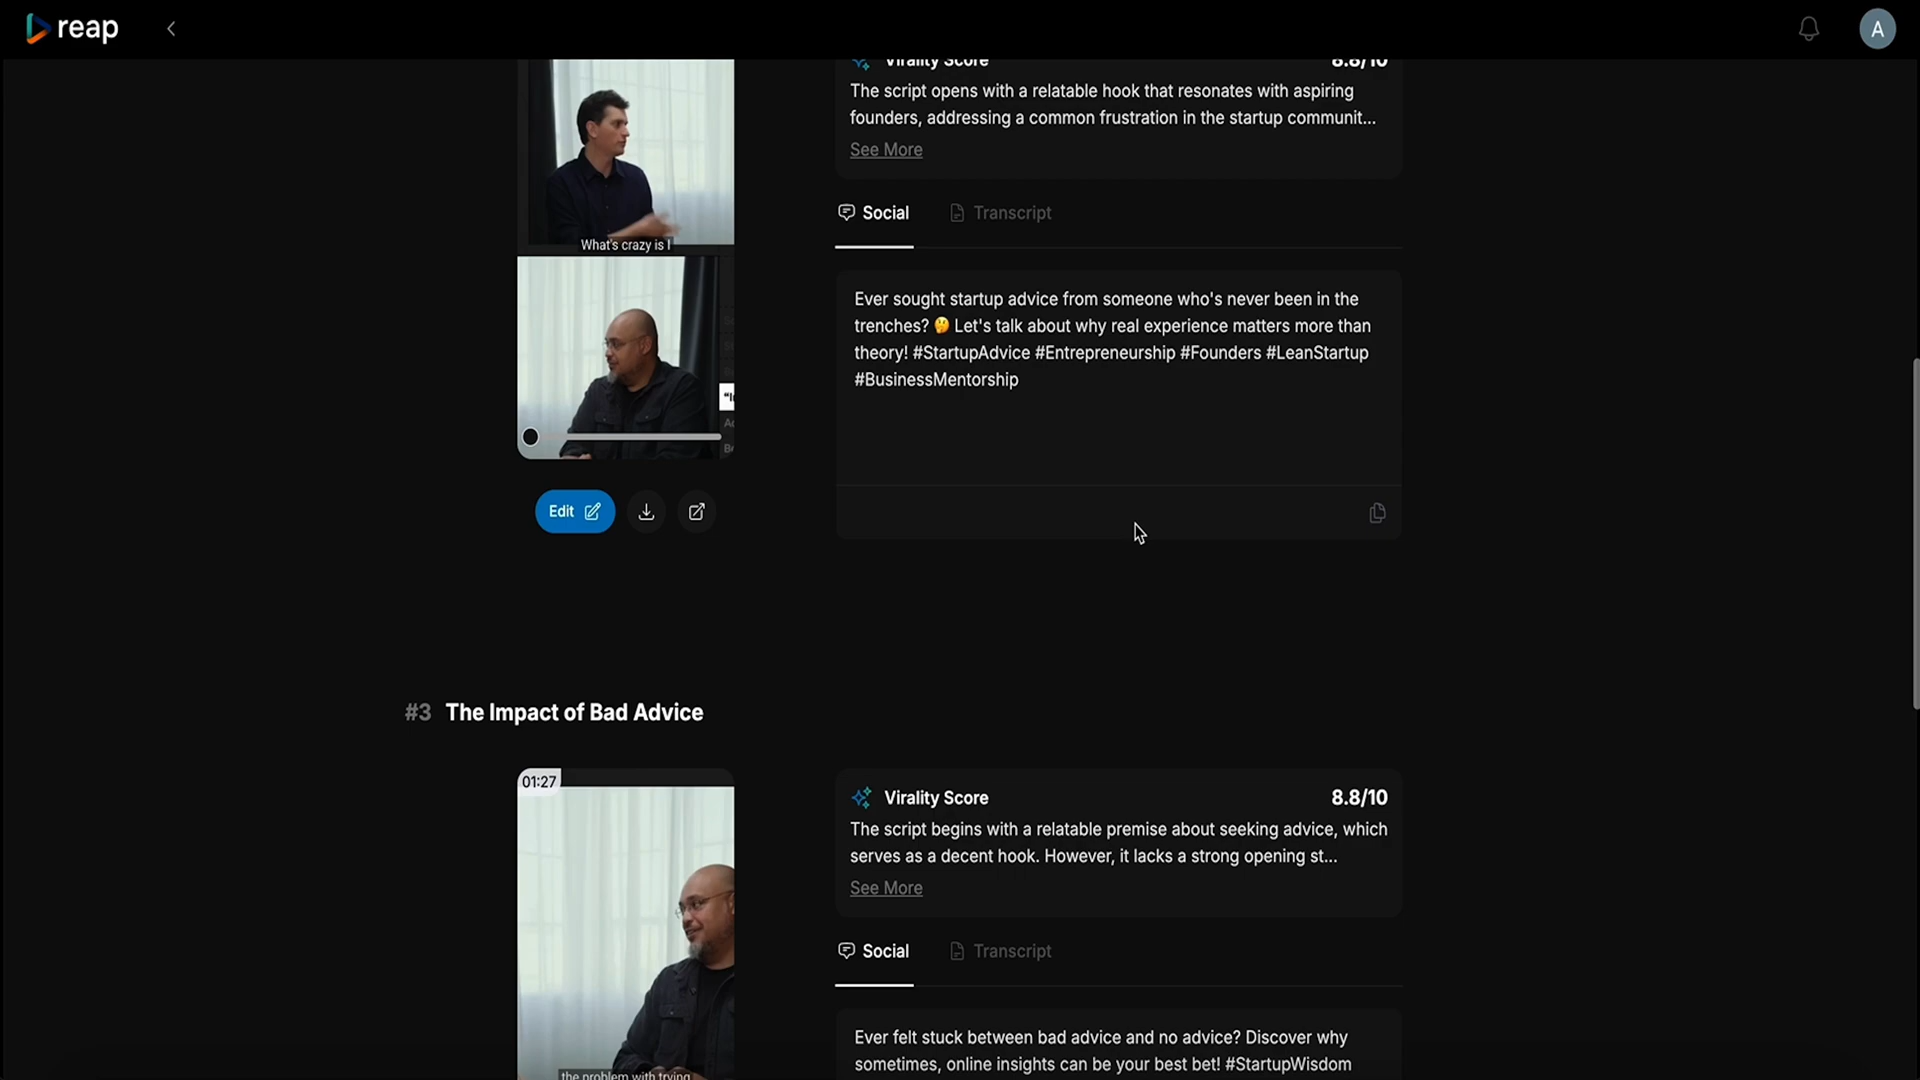 reap
A
Virality Score 8.8/10
The script opens with a relatable hook that resonates with aspiring
founders, addressing a common frustration in the startup communit...
See More
Social Transcript
What's crazy is I
Ever sought startup advice from someone who's never been in the
trenches? 🤔 Let's talk about why real experience matters more than
theory! #StartupAdvice #Entrepreneurship #Founders #LeanStartup
#BusinessMentorship
Edit
#3 The Impact of Bad Advice
01:27
Virality Score 8.8/10
The script begins with a relatable premise about seeking advice, which
serves as a decent hook. However, it lacks a strong opening st...
See More
Social Transcript
Ever felt stuck between bad advice and no advice? Discover why
sometimes, online insights can be your best bet! #StartupWisdom
the problem with trying